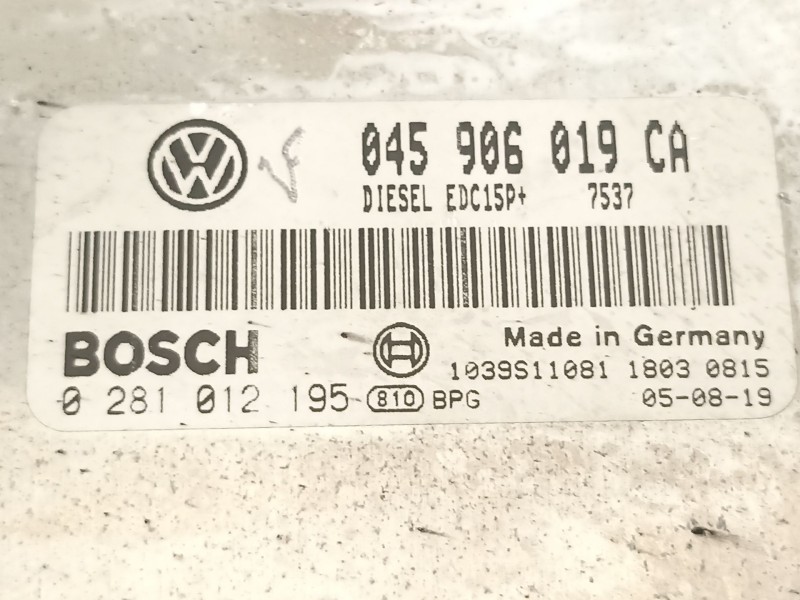 045 906 019 CA
DIESEL EDC15P+ 7537
BOSCH
Made in Germany
1039S11081 1803 0815
0 281 012 195 810 BPG 05-08-19